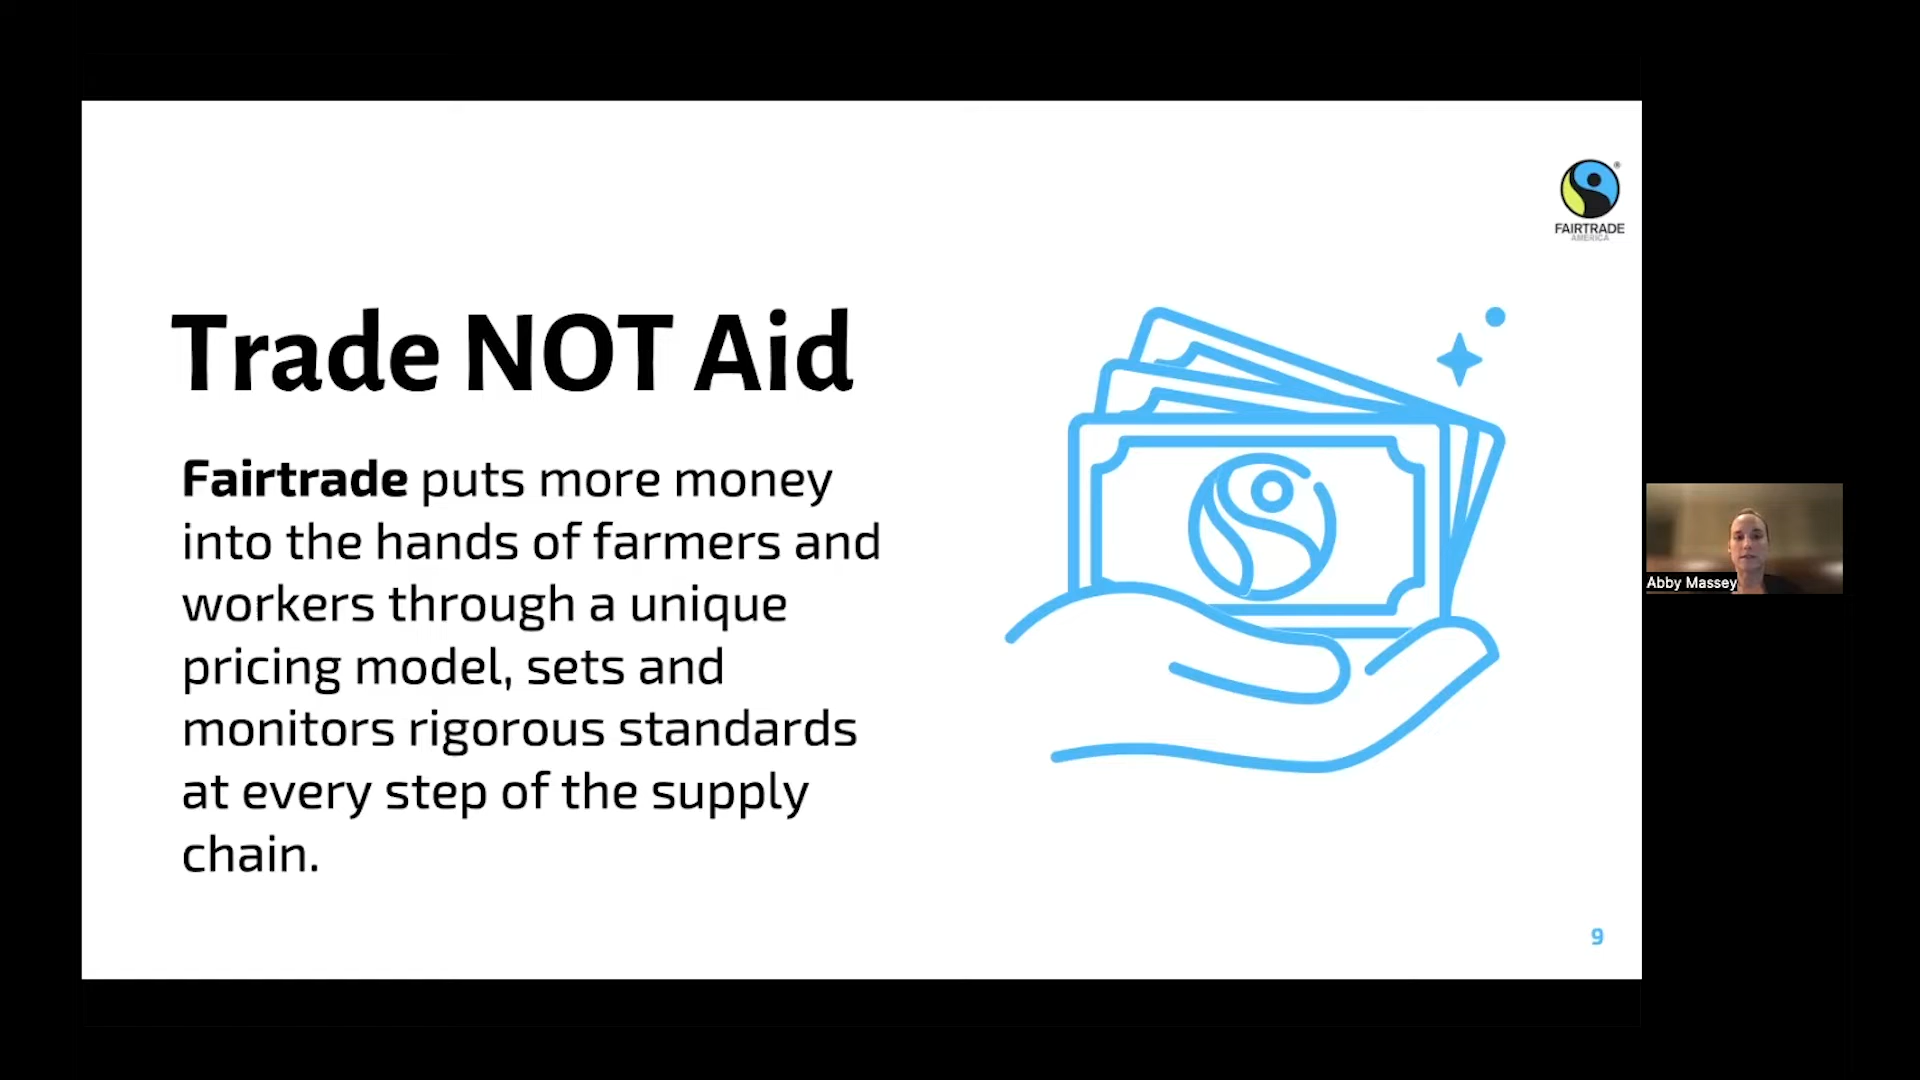 ®
FAIRTRADE
AMERICA
Trade NOT Aid
Fairtrade puts more money
into the hands of farmers and
workers through a unique
pricing model, sets and
monitors rigorous standards
at every step of the supply
chain.
Abby Massey
9